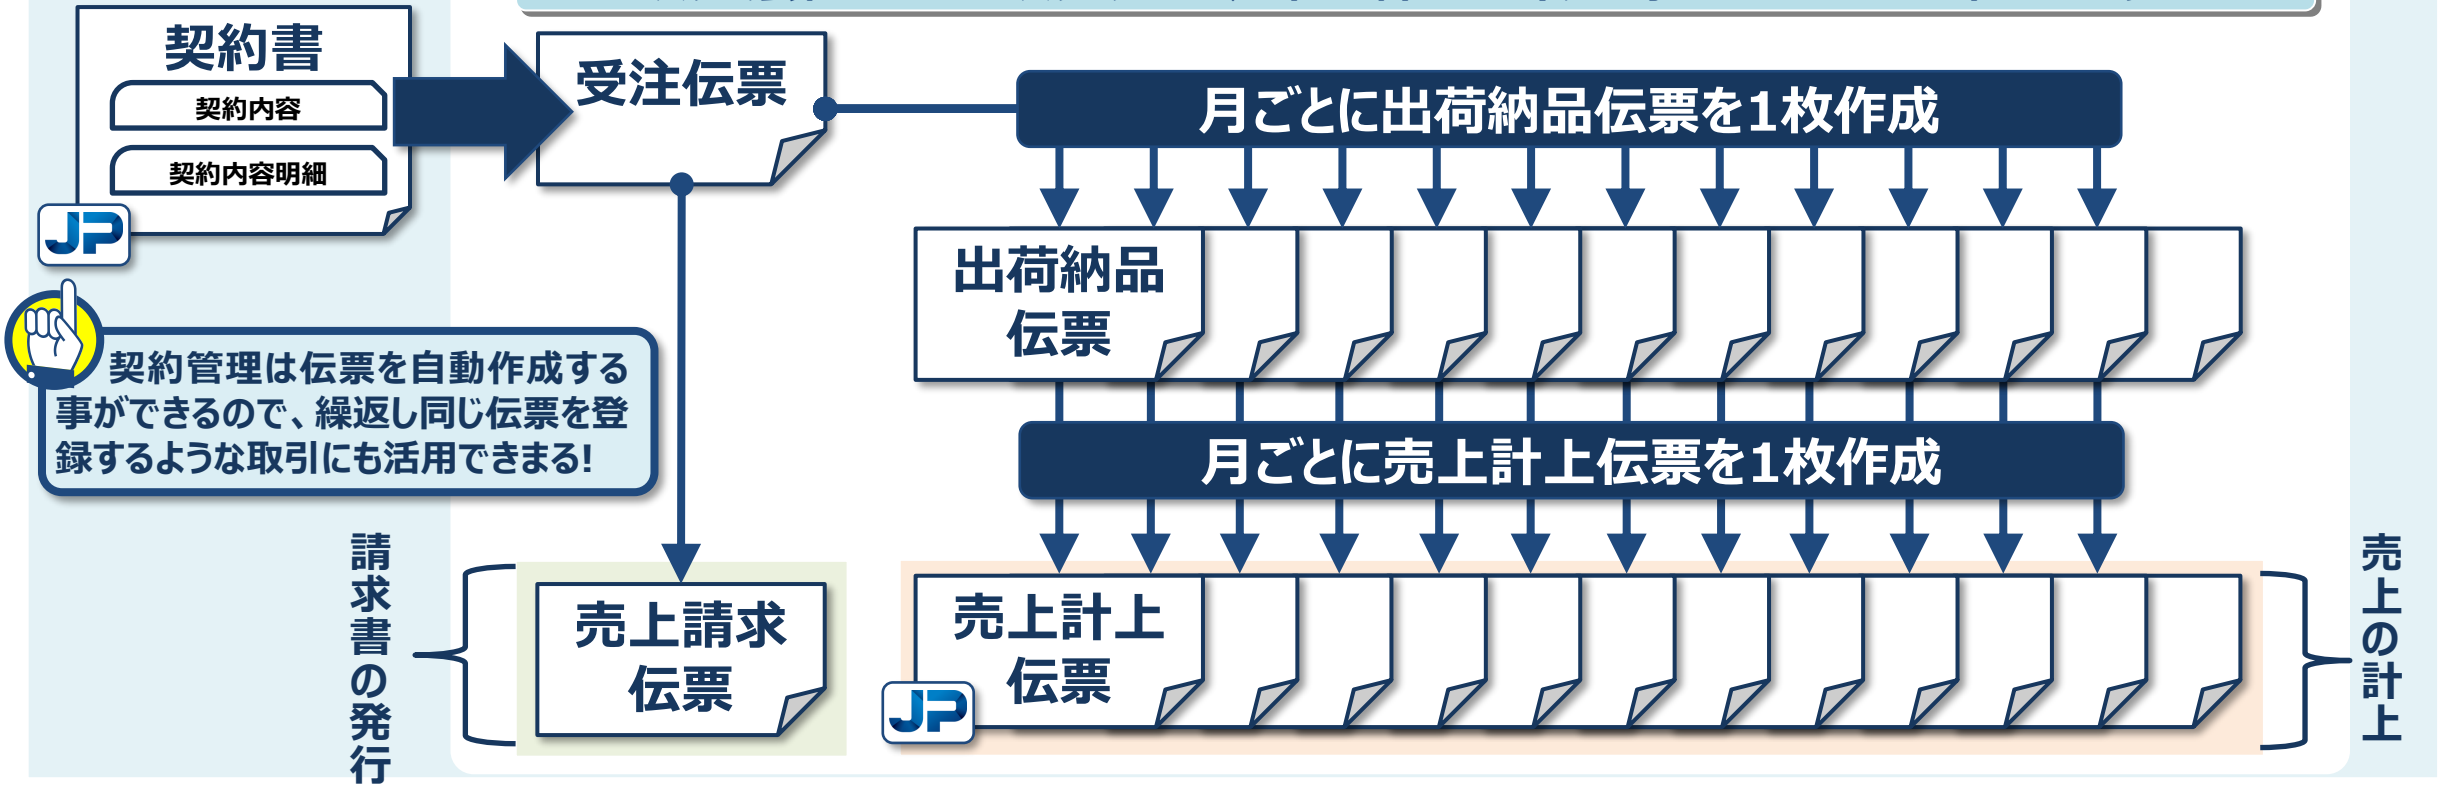 契約書
契約内容
契約内容明細
JP
受注伝票
月ごとに出荷納品伝票を1枚作成
出荷納品
伝票
契約管理は伝票を自動作成する
事ができるので、繰返し同じ伝票を登
録するような取引にも活用できまる!
月ごとに売上計上伝票を1枚作成
請求書の発行
売上請求
伝票
売上計上
伝票
JP
売上の計上